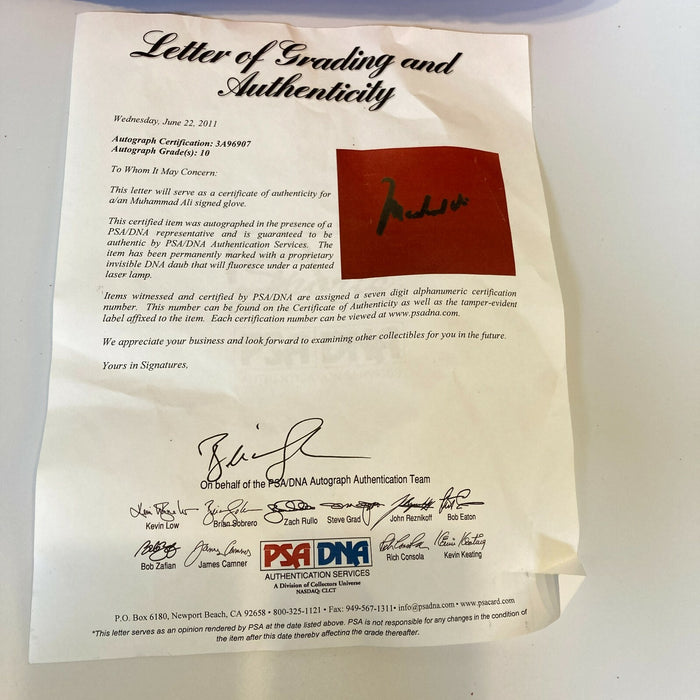 Letter of Grading and
Authenticity
Wednesday, June 22, 2011
Autograph Certification: 3A96907
Autograph Grade(s): 10
To Whom It May Concern:
This letter will serve as a certificate of authenticity for
a/an Muhammad Ali signed glove.
This certified item was autographed in the presence of a
PSA/DNA representative and is guaranteed to be
authentic by PSA/DNA Authentication Services. The
item has been permanently marked with a proprietary
invisible DNA daub that will fluoresce under a patented
laser lamp.
Items witnessed and certified by PSA/DNA are assigned a seven digit alphanumeric certification
number. This number can be found on the Certificate of Authenticity as well as the tamper-evident
label affixed to the item. Each certification number can be viewed at www.psadna.com.
We appreciate your business and look forward to examining other collectibles for you in the future.
Yours in Signatures,
On behalf of the PSA/DNA Autograph Authentication Team
Kevin Low Brian Sobrero Zach Rullo Steve Grad John Reznikoff Bob Eaton
Bob Zafian James Camner Rich Consola Kevin Keating
PSA DNA
AUTHENTICATION SERVICES
A Division of Collectors Universe
NASDAQ: CLCT
P.O. Box 6180, Newport Beach, CA 92658 • 800-325-1121 • Fax: 949-567-1311 • info@psadna.com • www.psacard.com
*This letter serves as an opinion rendered by PSA at the date listed above. PSA is not responsible for any changes in the condition of
the item after this date thereby affecting the grade thereafter.